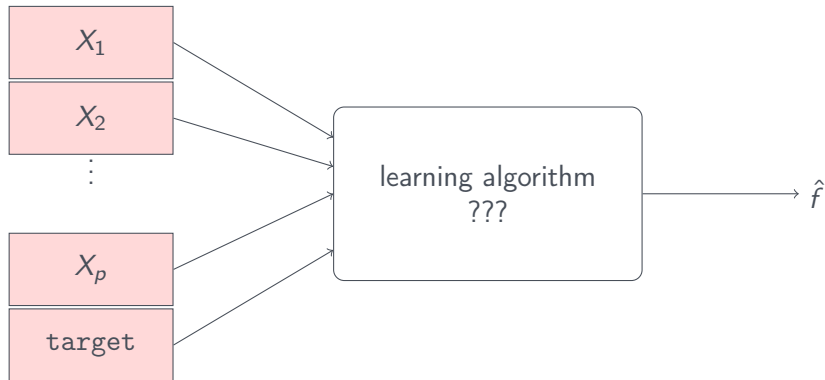 X₁
X₂
⋮
Xₚ
target
learning algorithm
???
f̂